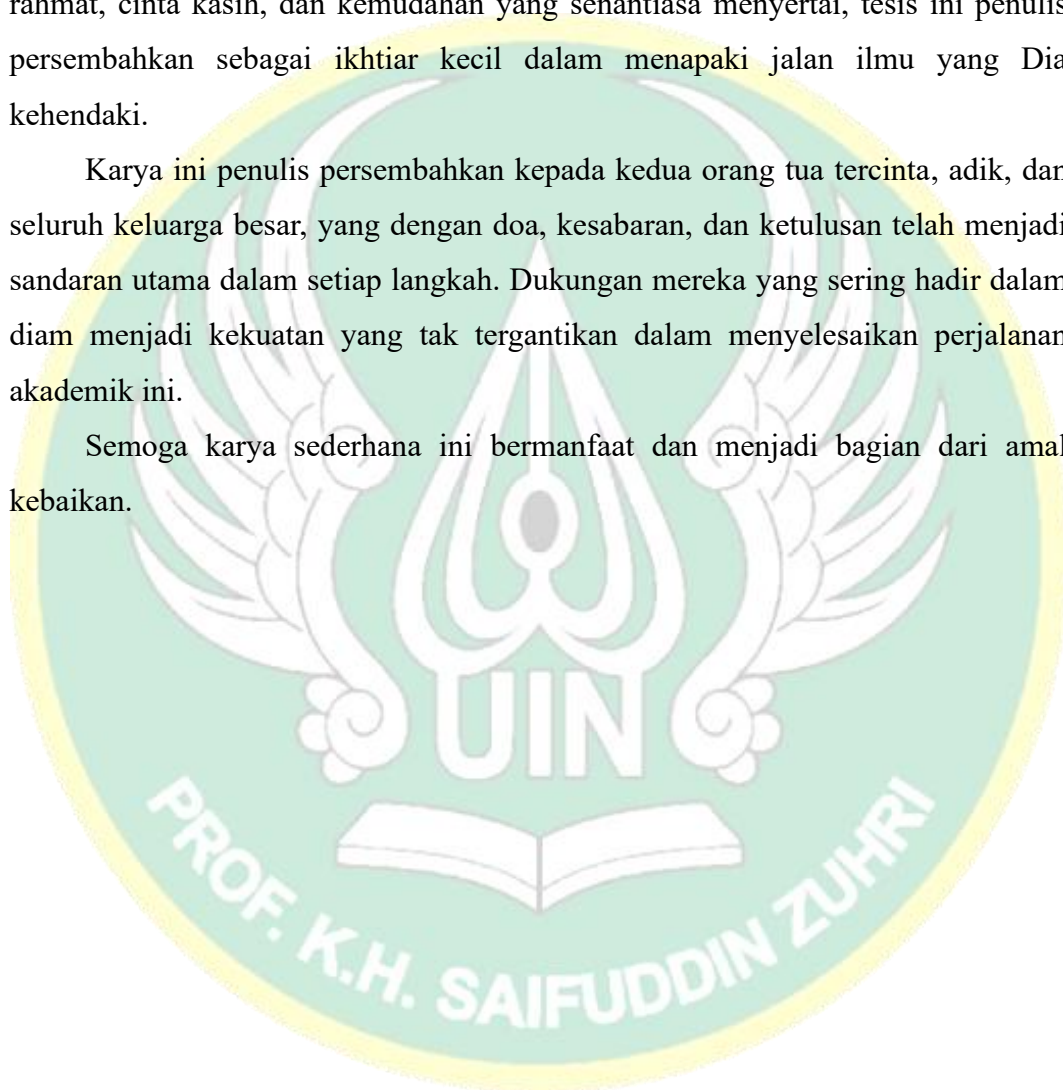 rahmat, cinta kasih, dan kemudahan yang senantiasa menyertai, tesis ini penulis
persembahkan sebagai ikhtiar kecil dalam menapaki jalan ilmu yang Dia
kehendaki.
Karya ini penulis persembahkan kepada kedua orang tua tercinta, adik, dan
seluruh keluarga besar, yang dengan doa, kesabaran, dan ketulusan telah menjadi
sandaran utama dalam setiap langkah. Dukungan mereka yang sering hadir dalam
diam menjadi kekuatan yang tak tergantikan dalam menyelesaikan perjalanan
akademik ini.
Semoga karya sederhana ini bermanfaat dan menjadi bagian dari amal
kebaikan.
UIN
PROF. K.H. SAIFUDDIN ZUHRI